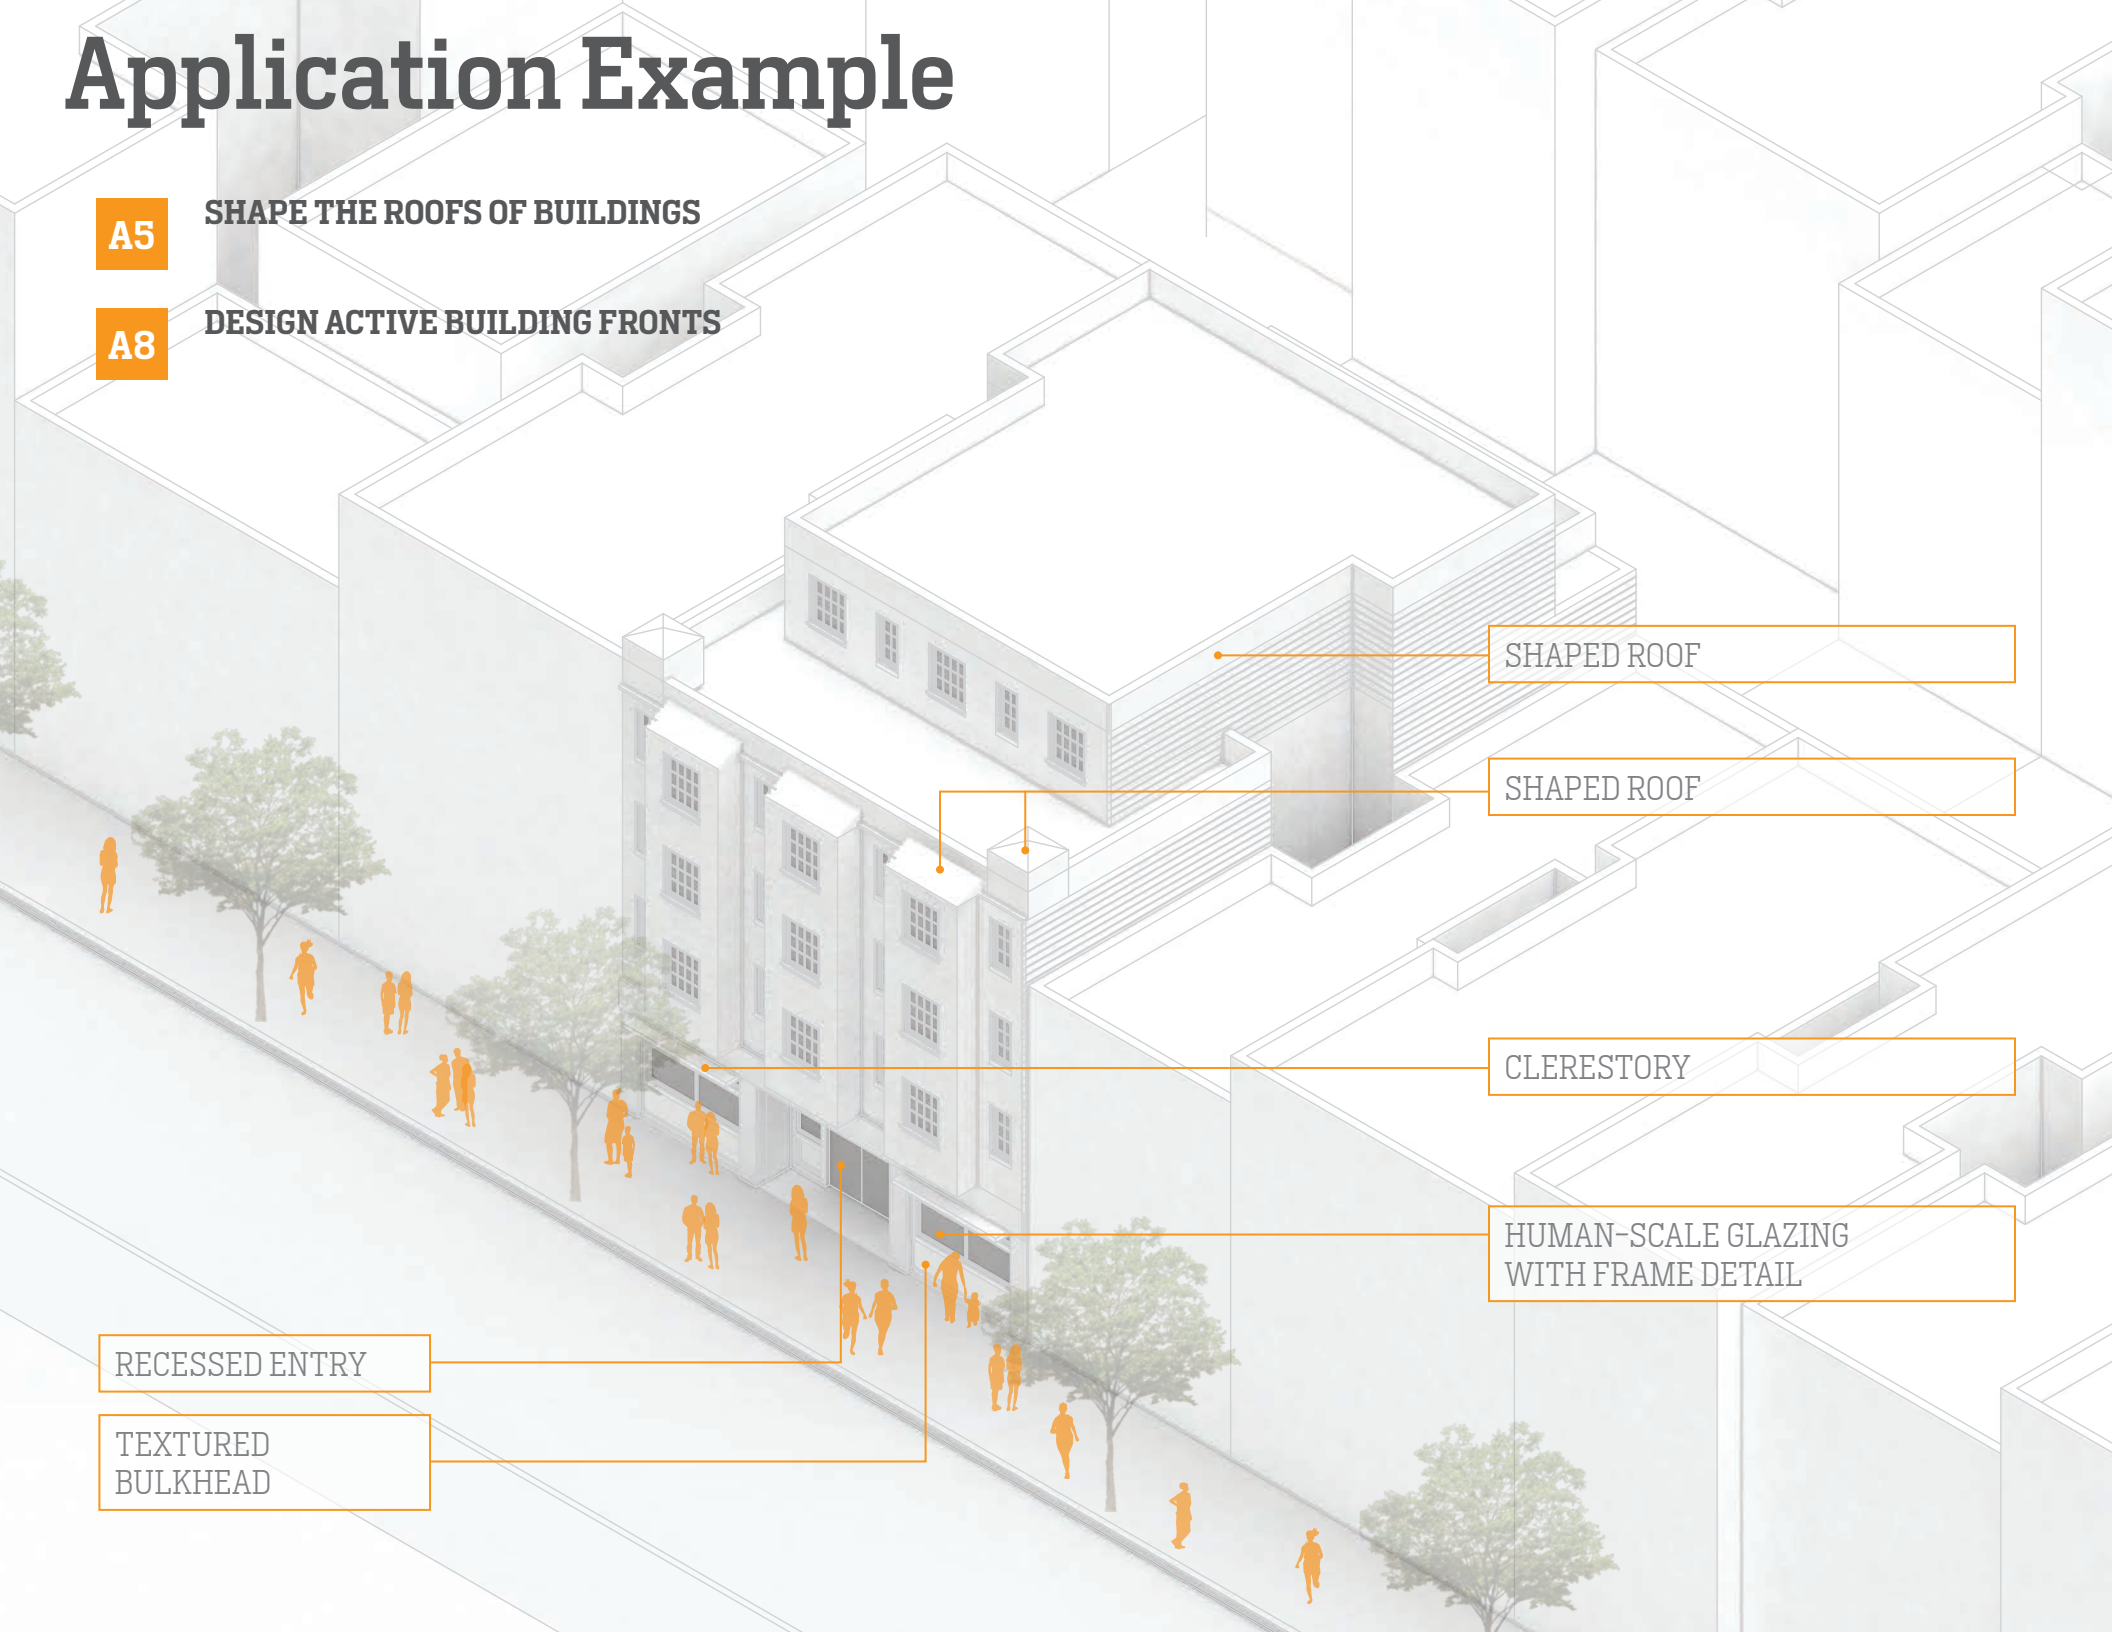 Application Example
A5
SHAPE THE ROOFS OF BUILDINGS
A8
DESIGN ACTIVE BUILDING FRONTS
SHAPED ROOF
SHAPED ROOF
CLERESTORY
HUMAN-SCALE GLAZING
WITH FRAME DETAIL
RECESSED ENTRY
TEXTURED
BULKHEAD